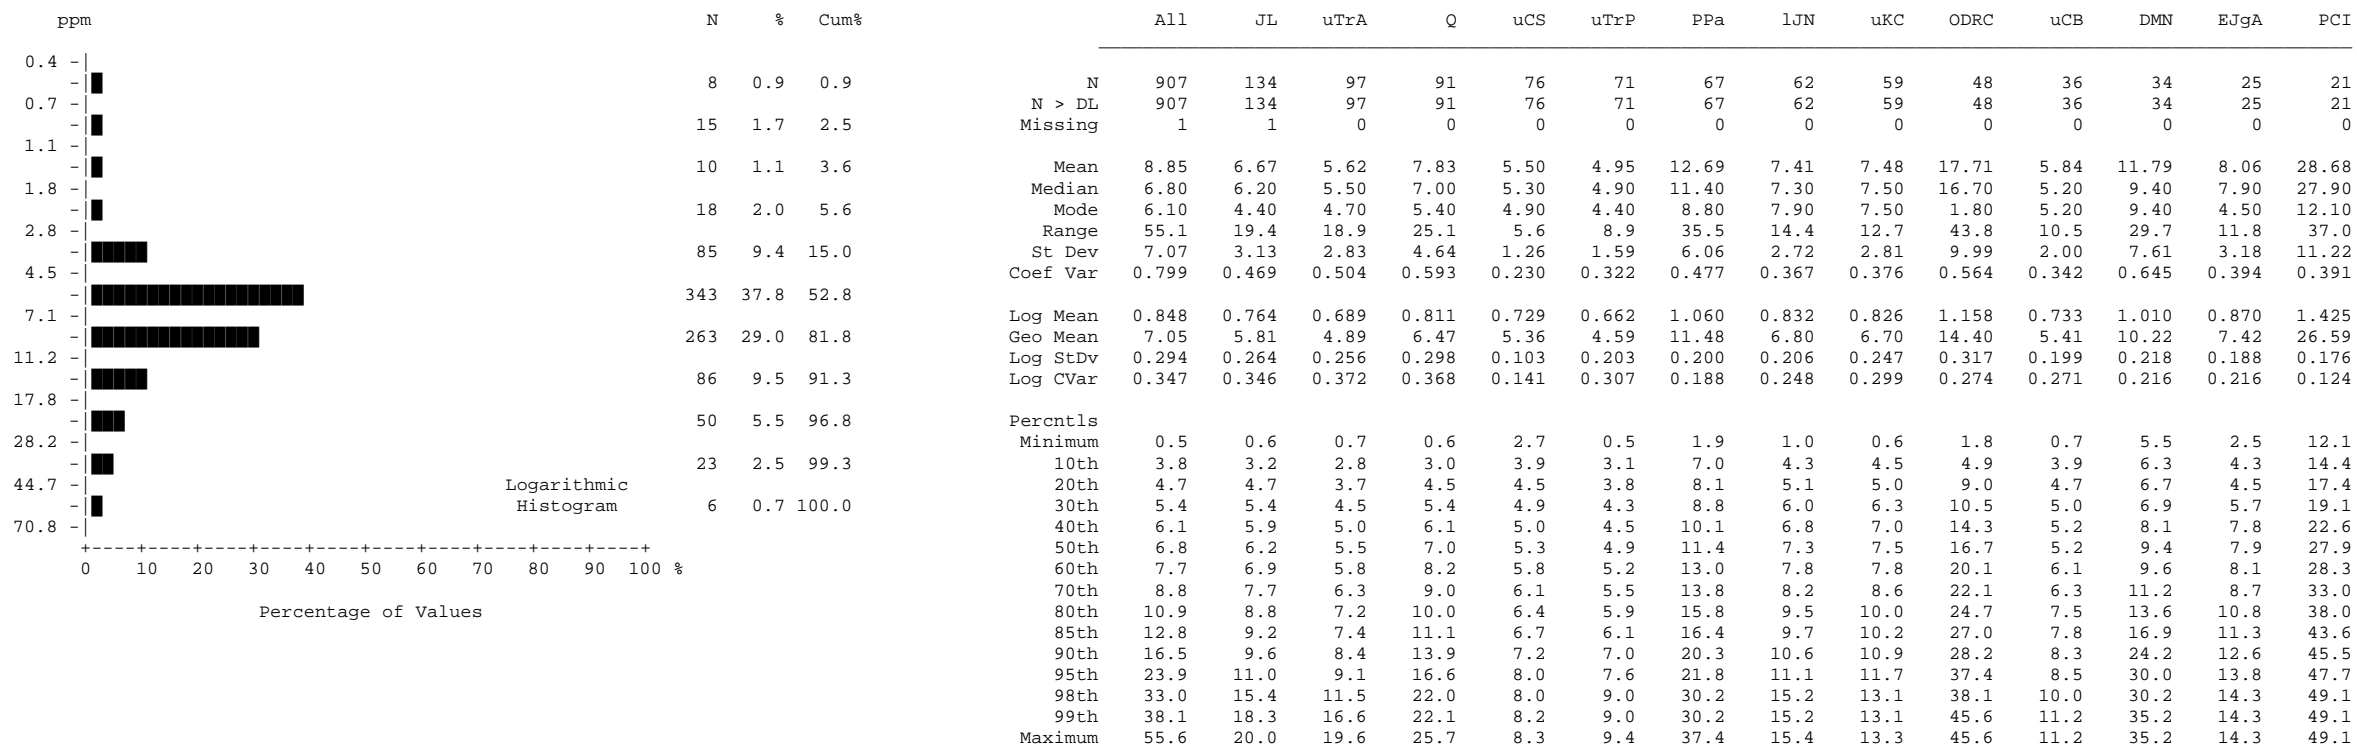 ppm N % Cum% All JL uTrA Q uCS uTrP PPa lJN uKC ODRC uCB DMN EJgA PCI
0.4
8 0.9 0.9 N 907 134 97 91 76 71 67 62 59 48 36 34 25 21
0.7 N > DL 907 134 97 91 76 71 67 62 59 48 36 34 25 21
15 1.7 2.5 Missing 1 1 0 0 0 0 0 0 0 0 0 0 0 0
1.1
10 1.1 3.6 Mean 8.85 6.67 5.62 7.83 5.50 4.95 12.69 7.41 7.48 17.71 5.84 11.79 8.06 28.68
1.8 Median 6.80 6.20 5.50 7.00 5.30 4.90 11.40 7.30 7.50 16.70 5.20 9.40 7.90 27.90
18 2.0 5.6 Mode 6.10 4.40 4.70 5.40 4.90 4.40 8.80 7.90 7.50 1.80 5.20 9.40 4.50 12.10
2.8 Range 55.1 19.4 18.9 25.1 5.6 8.9 35.5 14.4 12.7 43.8 10.5 29.7 11.8 37.0
85 9.4 15.0 St Dev 7.07 3.13 2.83 4.64 1.26 1.59 6.06 2.72 2.81 9.99 2.00 7.61 3.18 11.22
4.5 Coef Var 0.799 0.469 0.504 0.593 0.230 0.322 0.477 0.367 0.376 0.564 0.342 0.645 0.394 0.391
343 37.8 52.8
7.1 Log Mean 0.848 0.764 0.689 0.811 0.729 0.662 1.060 0.832 0.826 1.158 0.733 1.010 0.870 1.425
263 29.0 81.8 Geo Mean 7.05 5.81 4.89 6.47 5.36 4.59 11.48 6.80 6.70 14.40 5.41 10.22 7.42 26.59
11.2 Log StDv 0.294 0.264 0.256 0.298 0.103 0.203 0.200 0.206 0.247 0.317 0.199 0.218 0.188 0.176
86 9.5 91.3 Log CVar 0.347 0.346 0.372 0.368 0.141 0.307 0.188 0.248 0.299 0.274 0.271 0.216 0.216 0.124
17.8
50 5.5 96.8 Percntls
28.2 Minimum 0.5 0.6 0.7 0.6 2.7 0.5 1.9 1.0 0.6 1.8 0.7 5.5 2.5 12.1
23 2.5 99.3 10th 3.8 3.2 2.8 3.0 3.9 3.1 7.0 4.3 4.5 4.9 3.9 6.3 4.3 14.4
44.7 Logarithmic 20th 4.7 4.7 3.7 4.5 4.5 3.8 8.1 5.1 5.0 9.0 4.7 6.7 4.5 17.4
Histogram 6 0.7 100.0 30th 5.4 5.4 4.5 5.4 4.9 4.3 8.8 6.0 6.3 10.5 5.0 6.9 5.7 19.1
70.8 40th 6.1 5.9 5.0 6.1 5.0 4.5 10.1 6.8 7.0 14.3 5.2 8.1 7.8 22.6
50th 6.8 6.2 5.5 7.0 5.3 4.9 11.4 7.3 7.5 16.7 5.2 9.4 7.9 27.9
0 10 20 30 40 50 60 70 80 90 100 % 60th 7.7 6.9 5.8 8.2 5.8 5.2 13.0 7.8 7.8 20.1 6.1 9.6 8.1 28.3
70th 8.8 7.7 6.3 9.0 6.1 5.5 13.8 8.2 8.6 22.1 6.3 11.2 8.7 33.0
Percentage of Values 80th 10.9 8.8 7.2 10.0 6.4 5.9 15.8 9.5 10.0 24.7 7.5 13.6 10.8 38.0
85th 12.8 9.2 7.4 11.1 6.7 6.1 16.4 9.7 10.2 27.0 7.8 16.9 11.3 43.6
90th 16.5 9.6 8.4 13.9 7.2 7.0 20.3 10.6 10.9 28.2 8.3 24.2 12.6 45.5
95th 23.9 11.0 9.1 16.6 8.0 7.6 21.8 11.1 11.7 37.4 8.5 30.0 13.8 47.7
98th 33.0 15.4 11.5 22.0 8.0 9.0 30.2 15.2 13.1 38.1 10.0 30.2 14.3 49.1
99th 38.1 18.3 16.6 22.1 8.2 9.0 30.2 15.2 13.1 45.6 11.2 35.2 14.3 49.1
Maximum 55.6 20.0 19.6 25.7 8.3 9.4 37.4 15.4 13.3 45.6 11.2 35.2 14.3 49.1